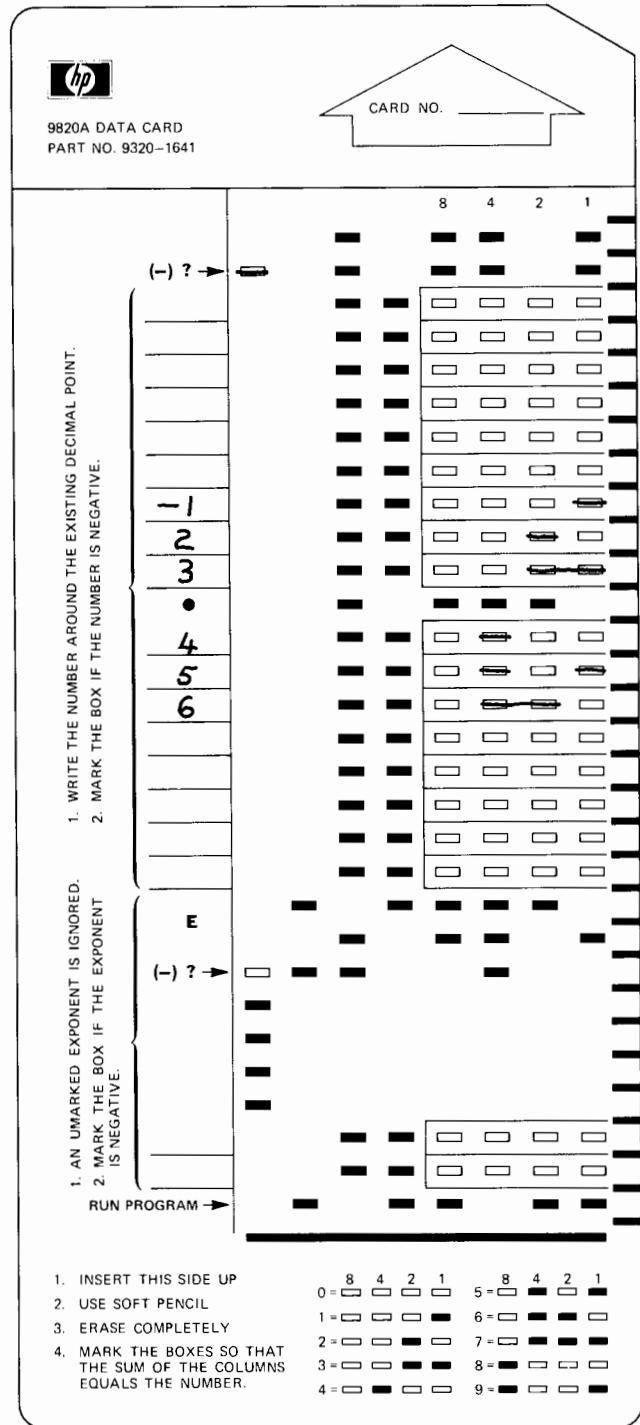 hp
9820A DATA CARD
PART NO. 9320-1641
CARD NO.
8 4 2 1
(-) ? →
1. WRITE THE NUMBER AROUND THE EXISTING DECIMAL POINT.
2. MARK THE BOX IF THE NUMBER IS NEGATIVE.
-1
2
3
•
4
5
6
1. AN UMARKED EXPONENT IS IGNORED.
2. MARK THE BOX IF THE EXPONENT
IS NEGATIVE.
E
(-) ? →
RUN PROGRAM →
1. INSERT THIS SIDE UP
2. USE SOFT PENCIL
3. ERASE COMPLETELY
4. MARK THE BOXES SO THAT
THE SUM OF THE COLUMNS
EQUALS THE NUMBER.
8 4 2 1
0 =
1 =
2 =
3 =
4 =
8 4 2 1
5 =
6 =
7 =
8 =
9 =